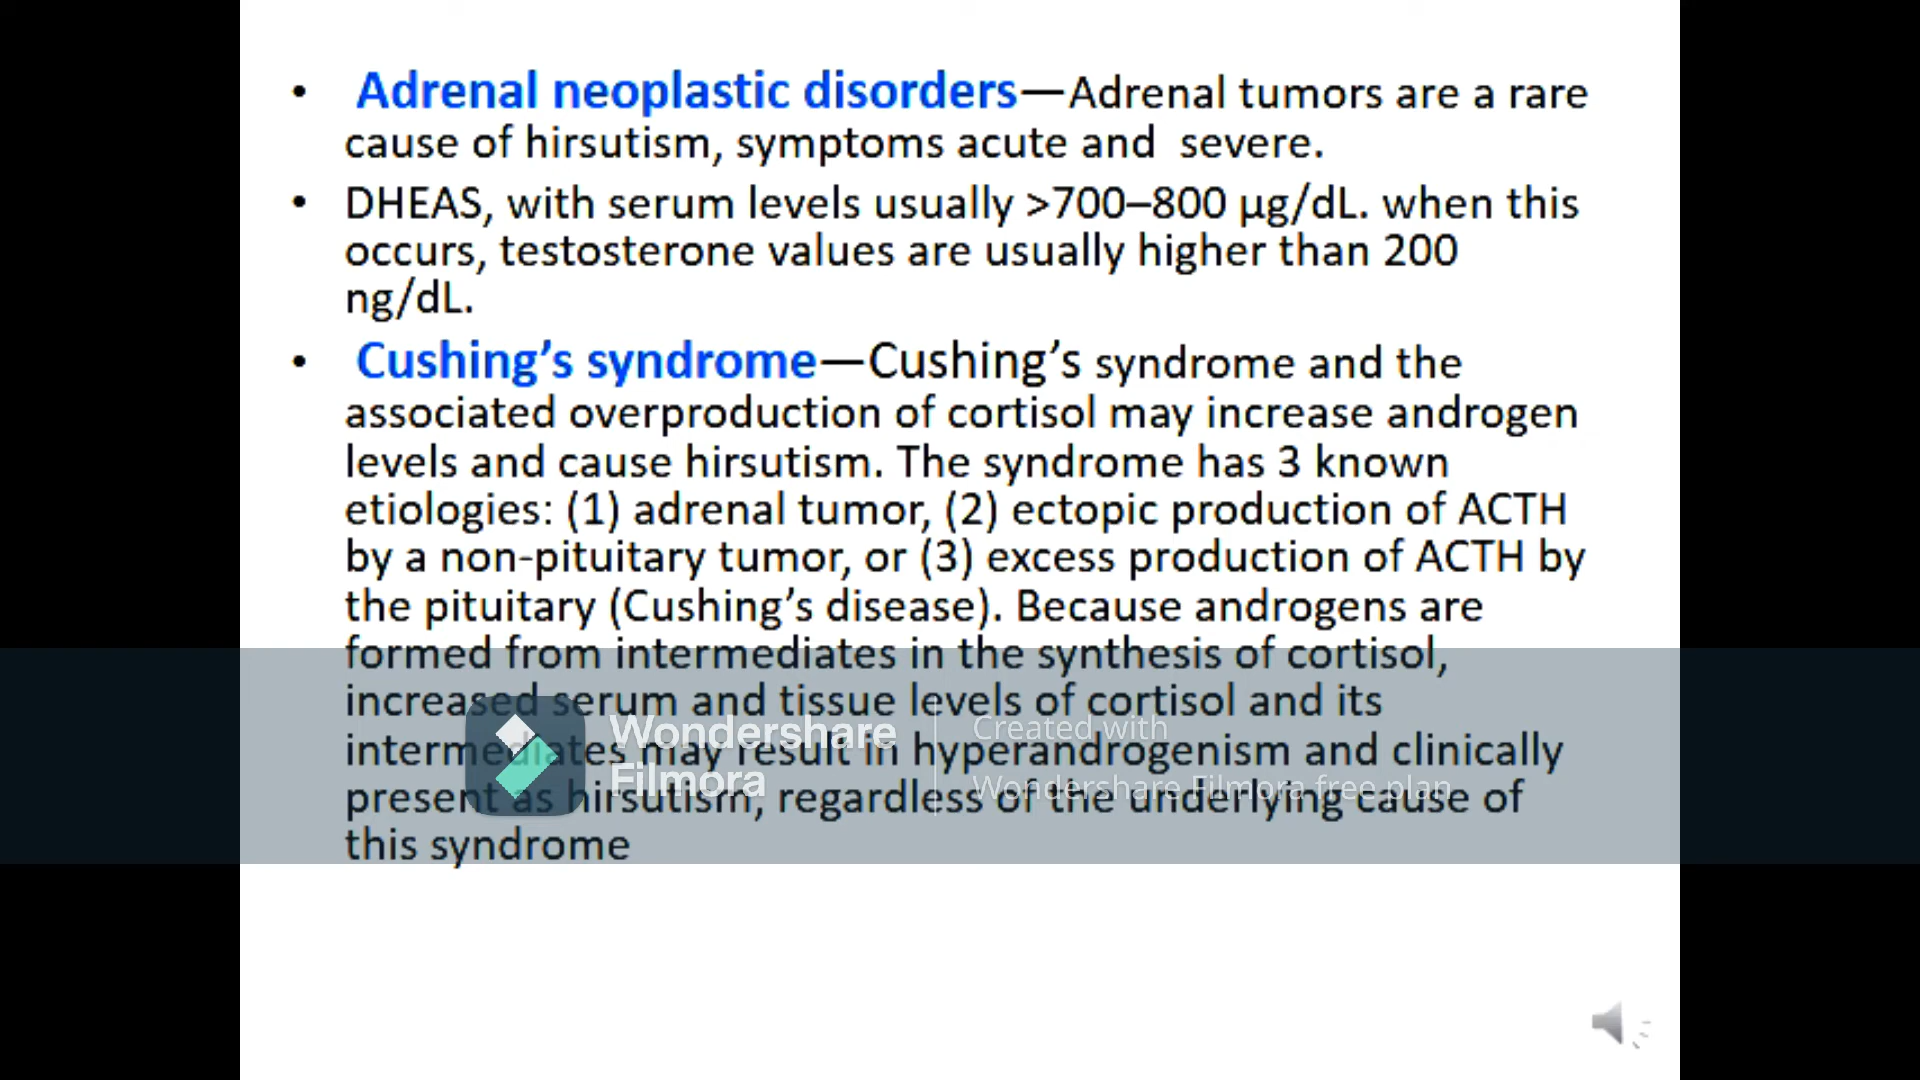 • Adrenal neoplastic disorders—Adrenal tumors are a rare
cause of hirsutism, symptoms acute and severe.
• DHEAS, with serum levels usually >700–800 µg/dL. when this
occurs, testosterone values are usually higher than 200
ng/dL.
• Cushing’s syndrome—Cushing’s syndrome and the
associated overproduction of cortisol may increase androgen
levels and cause hirsutism. The syndrome has 3 known
etiologies: (1) adrenal tumor, (2) ectopic production of ACTH
by a non-pituitary tumor, or (3) excess production of ACTH by
the pituitary (Cushing’s disease). Because androgens are
formed from intermediates in the synthesis of cortisol,
increased serum and tissue levels of cortisol and its
intermediates may result in hyperandrogenism and clinically
present as hirsutism, regardless of the underlying cause of
this syndrome
Wondershare
Filmora
Created with
Wondershare Filmora free plan